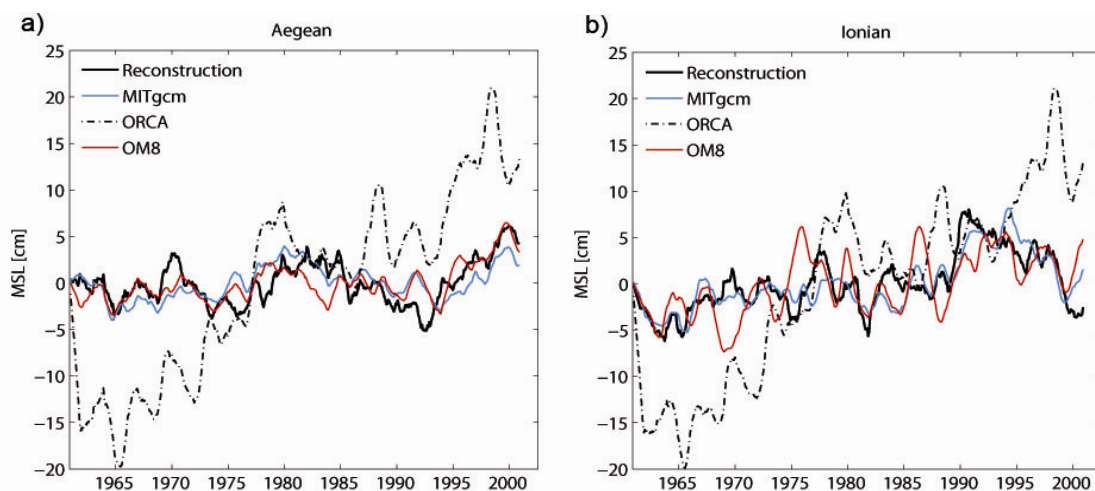 a)
Aegean
MSL [cm]
25
20
15
10
5
0
−5
−10
−15
−20
Reconstruction
MITgcm
ORCA
OM8
1965 1970 1975 1980 1985 1990 1995 2000
b)
Ionian
MSL [cm]
25
20
15
10
5
0
−5
−10
−15
−20
Reconstruction
MITgcm
ORCA
OM8
1965 1970 1975 1980 1985 1990 1995 2000